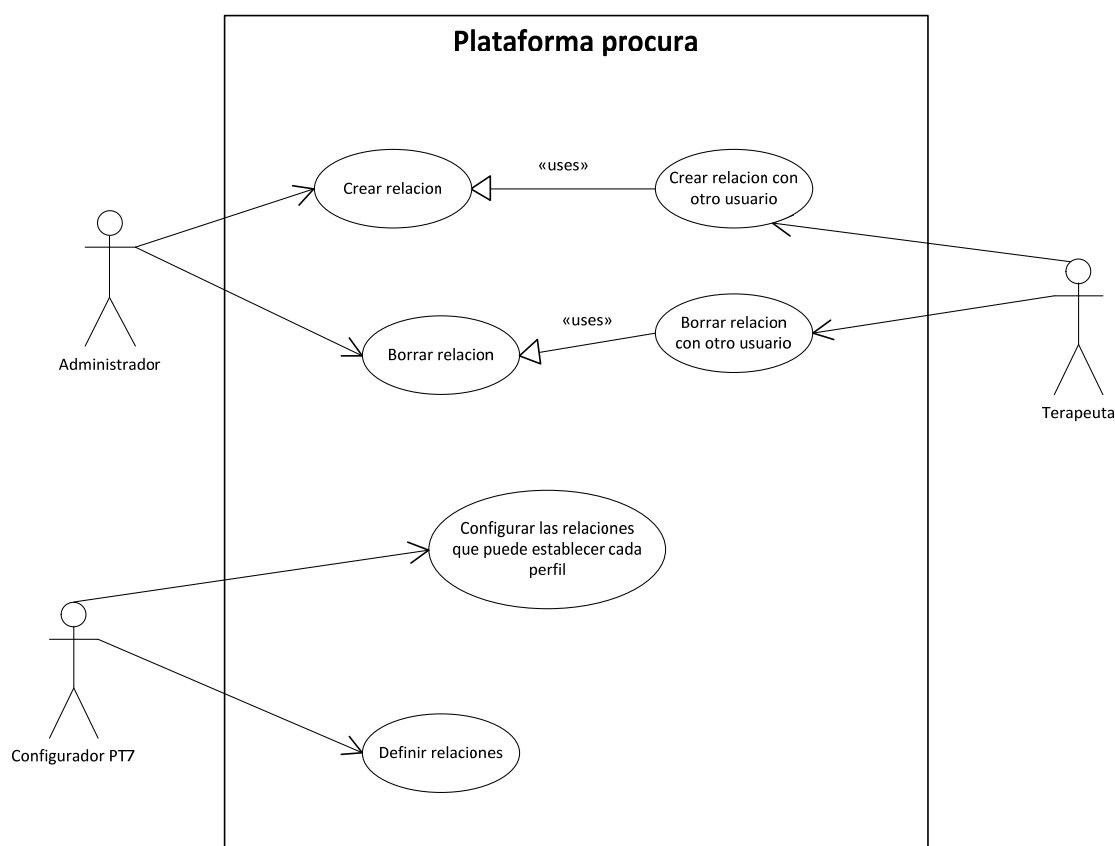 Plataforma procura
Crear relacion
«uses»
Crear relacion con
otro usuario
Administrador
Borrar relacion
«uses»
Borrar relacion
con otro usuario
Terapeuta
Configurar las relaciones
que puede establecer cada
perfil
Configurador PT7
Definir relaciones